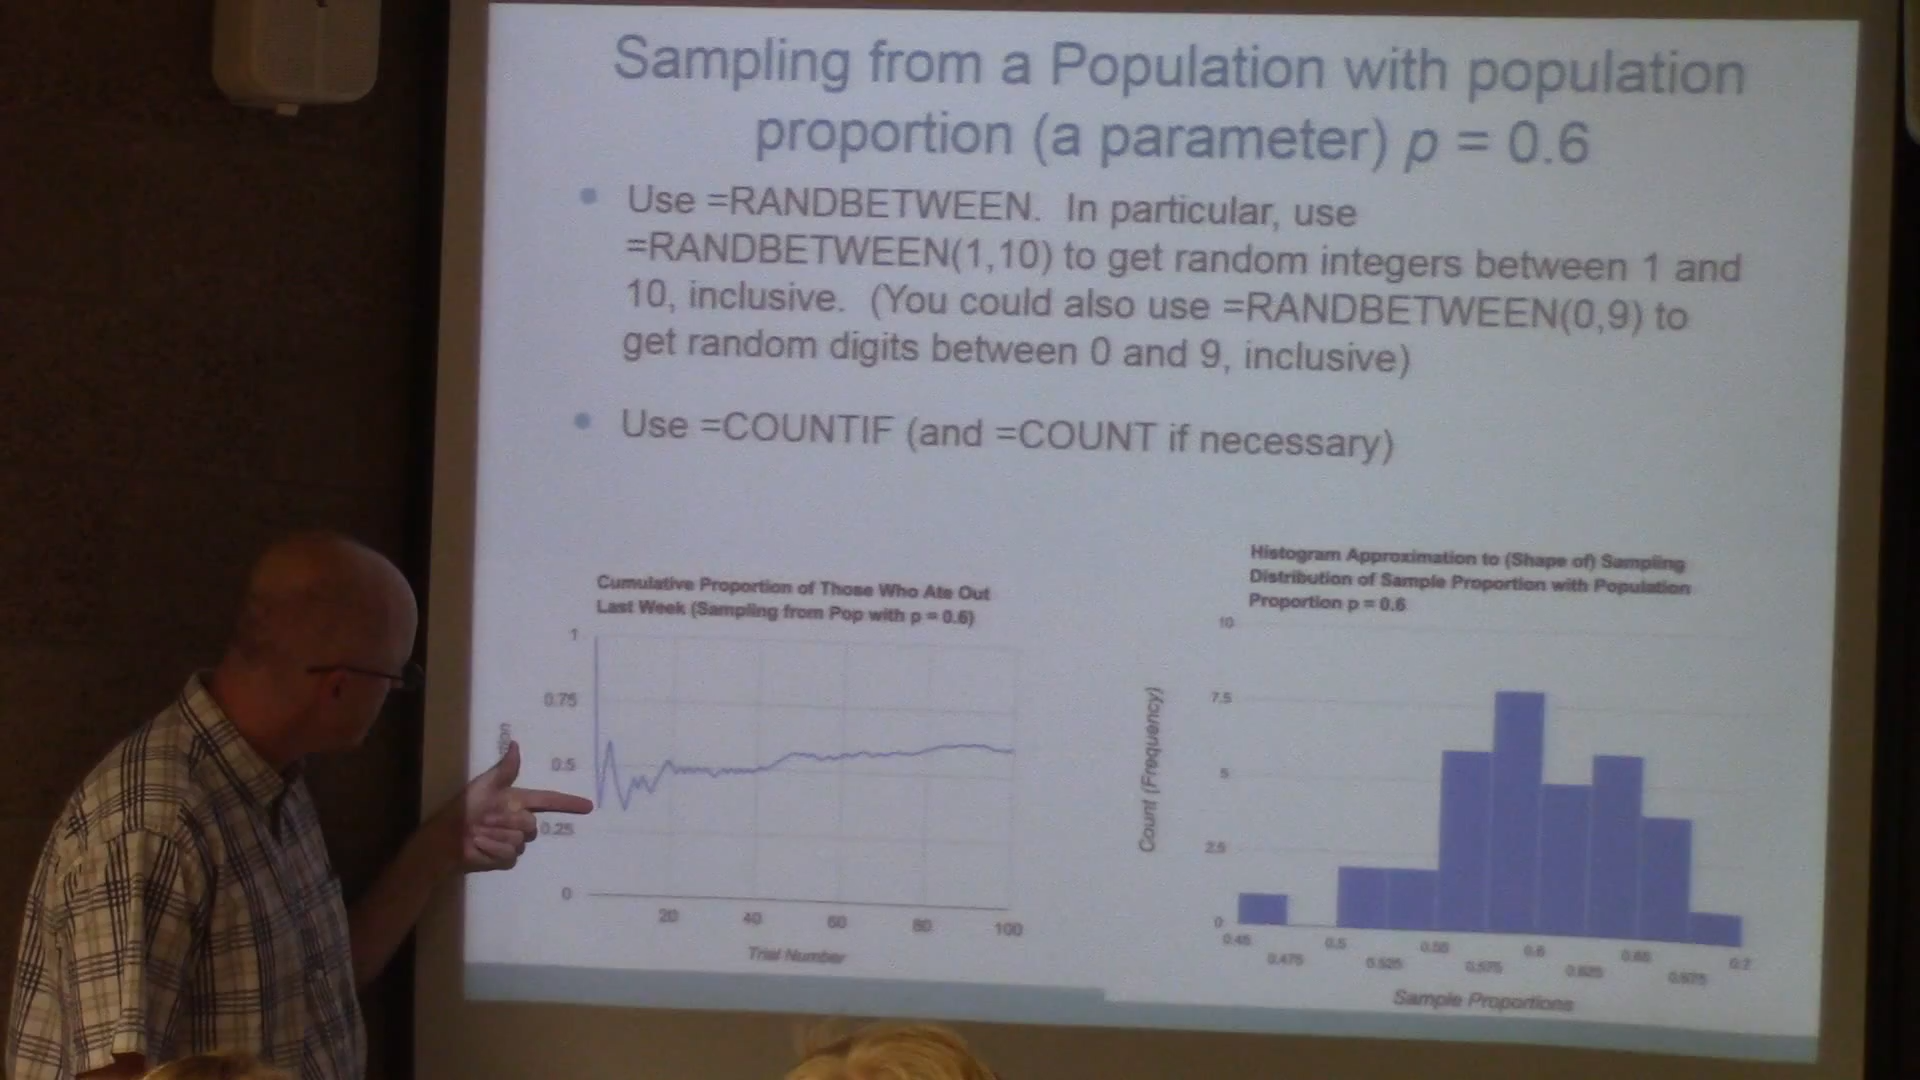 Sampling from a Population with population
proportion (a parameter) p = 0.6
• Use =RANDBETWEEN. In particular, use
=RANDBETWEEN(1,10) to get random integers between 1 and
10, inclusive. (You could also use =RANDBETWEEN(0,9) to
get random digits between 0 and 9, inclusive)
• Use =COUNTIF (and =COUNT if necessary)
Cumulative Proportion of Those Who Ate Out
Last Week (Sampling from Pop with p = 0.6)
1
0.75
0.5
0.25
0
20 40 60 80 100
Trial Number
Histogram Approximation to (Shape of) Sampling
Distribution of Sample Proportion with Population
Proportion p = 0.6
10
7.5
5
2.5
0
Count (Frequency)
0.45 0.5 0.55 0.6 0.65 0.7
0.475 0.525 0.575 0.625 0.675
Sample Proportions